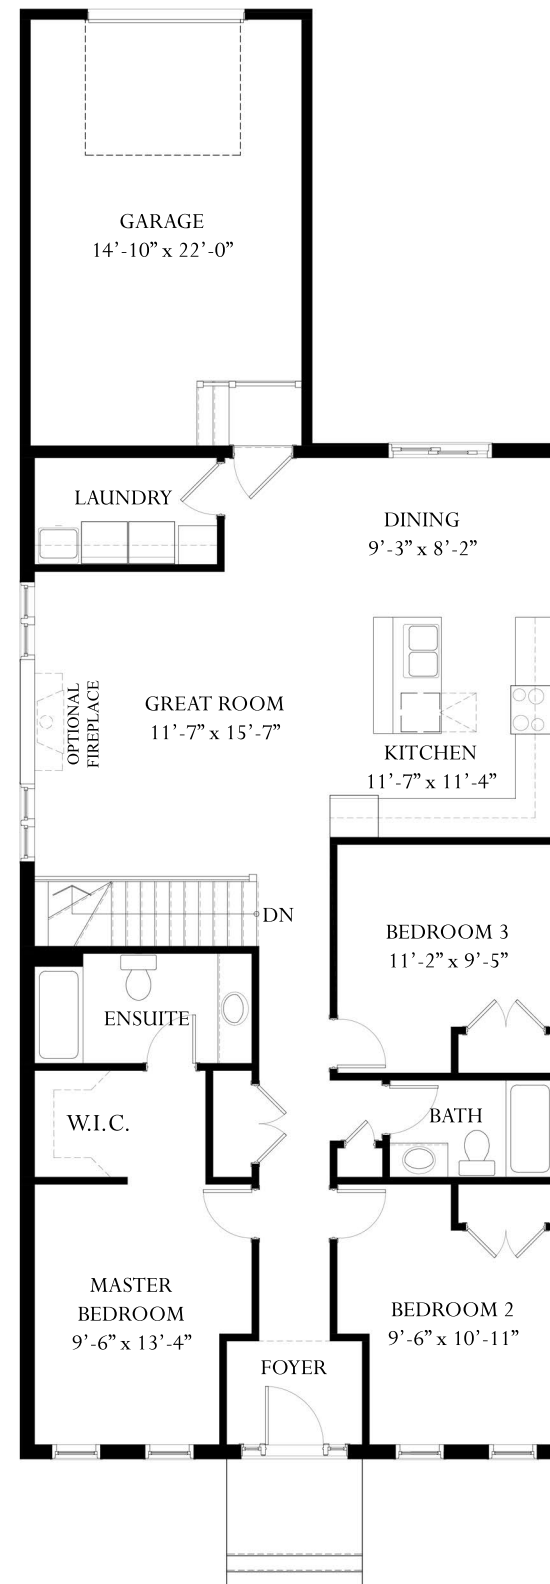 GARAGE
14'-10" x 22'-0"
LAUNDRY
DINING
9'-3" x 8'-2"
OPTIONAL
FIREPLACE
GREAT ROOM
11'-7" x 15'-7"
KITCHEN
11'-7" x 11'-4"
DN
BEDROOM 3
11'-2" x 9'-5"
ENSUITE
W.I.C.
BATH
MASTER
BEDROOM
9'-6" x 13'-4"
BEDROOM 2
9'-6" x 10'-11"
FOYER